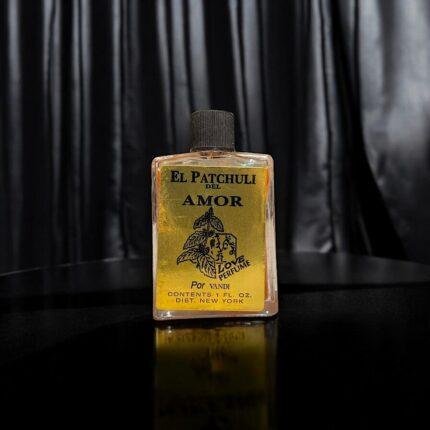 EL PATCHULI
DEL
AMOR
LOVE
PERFUME
Por VANDI
CONTENTS: 1 FL. OZ.
DIST. NEW YORK